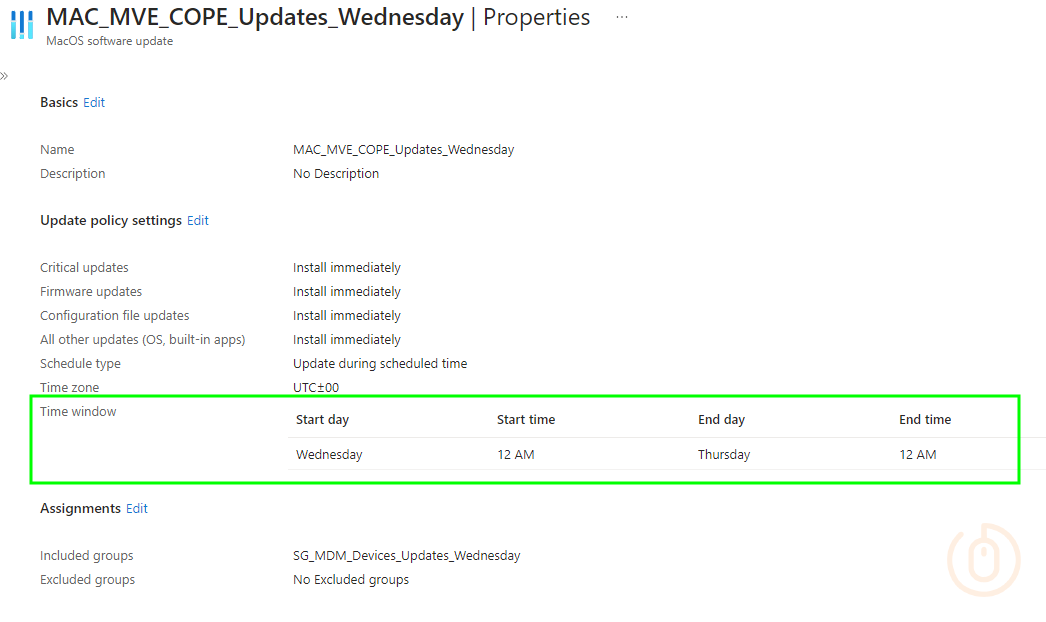 MAC_MVE_COPE_Updates_Wednesday | Properties ...
MacOS software update
»
Basics Edit
Name MAC_MVE_COPE_Updates_Wednesday
Description No Description
Update policy settings Edit
Critical updates Install immediately
Firmware updates Install immediately
Configuration file updates Install immediately
All other updates (OS, built-in apps) Install immediately
Schedule type Update during scheduled time
Time zone UTC±00
Time window Start day Start time End day End time
Wednesday 12 AM Thursday 12 AM
Assignments Edit
Included groups SG_MDM_Devices_Updates_Wednesday
Excluded groups No Excluded groups